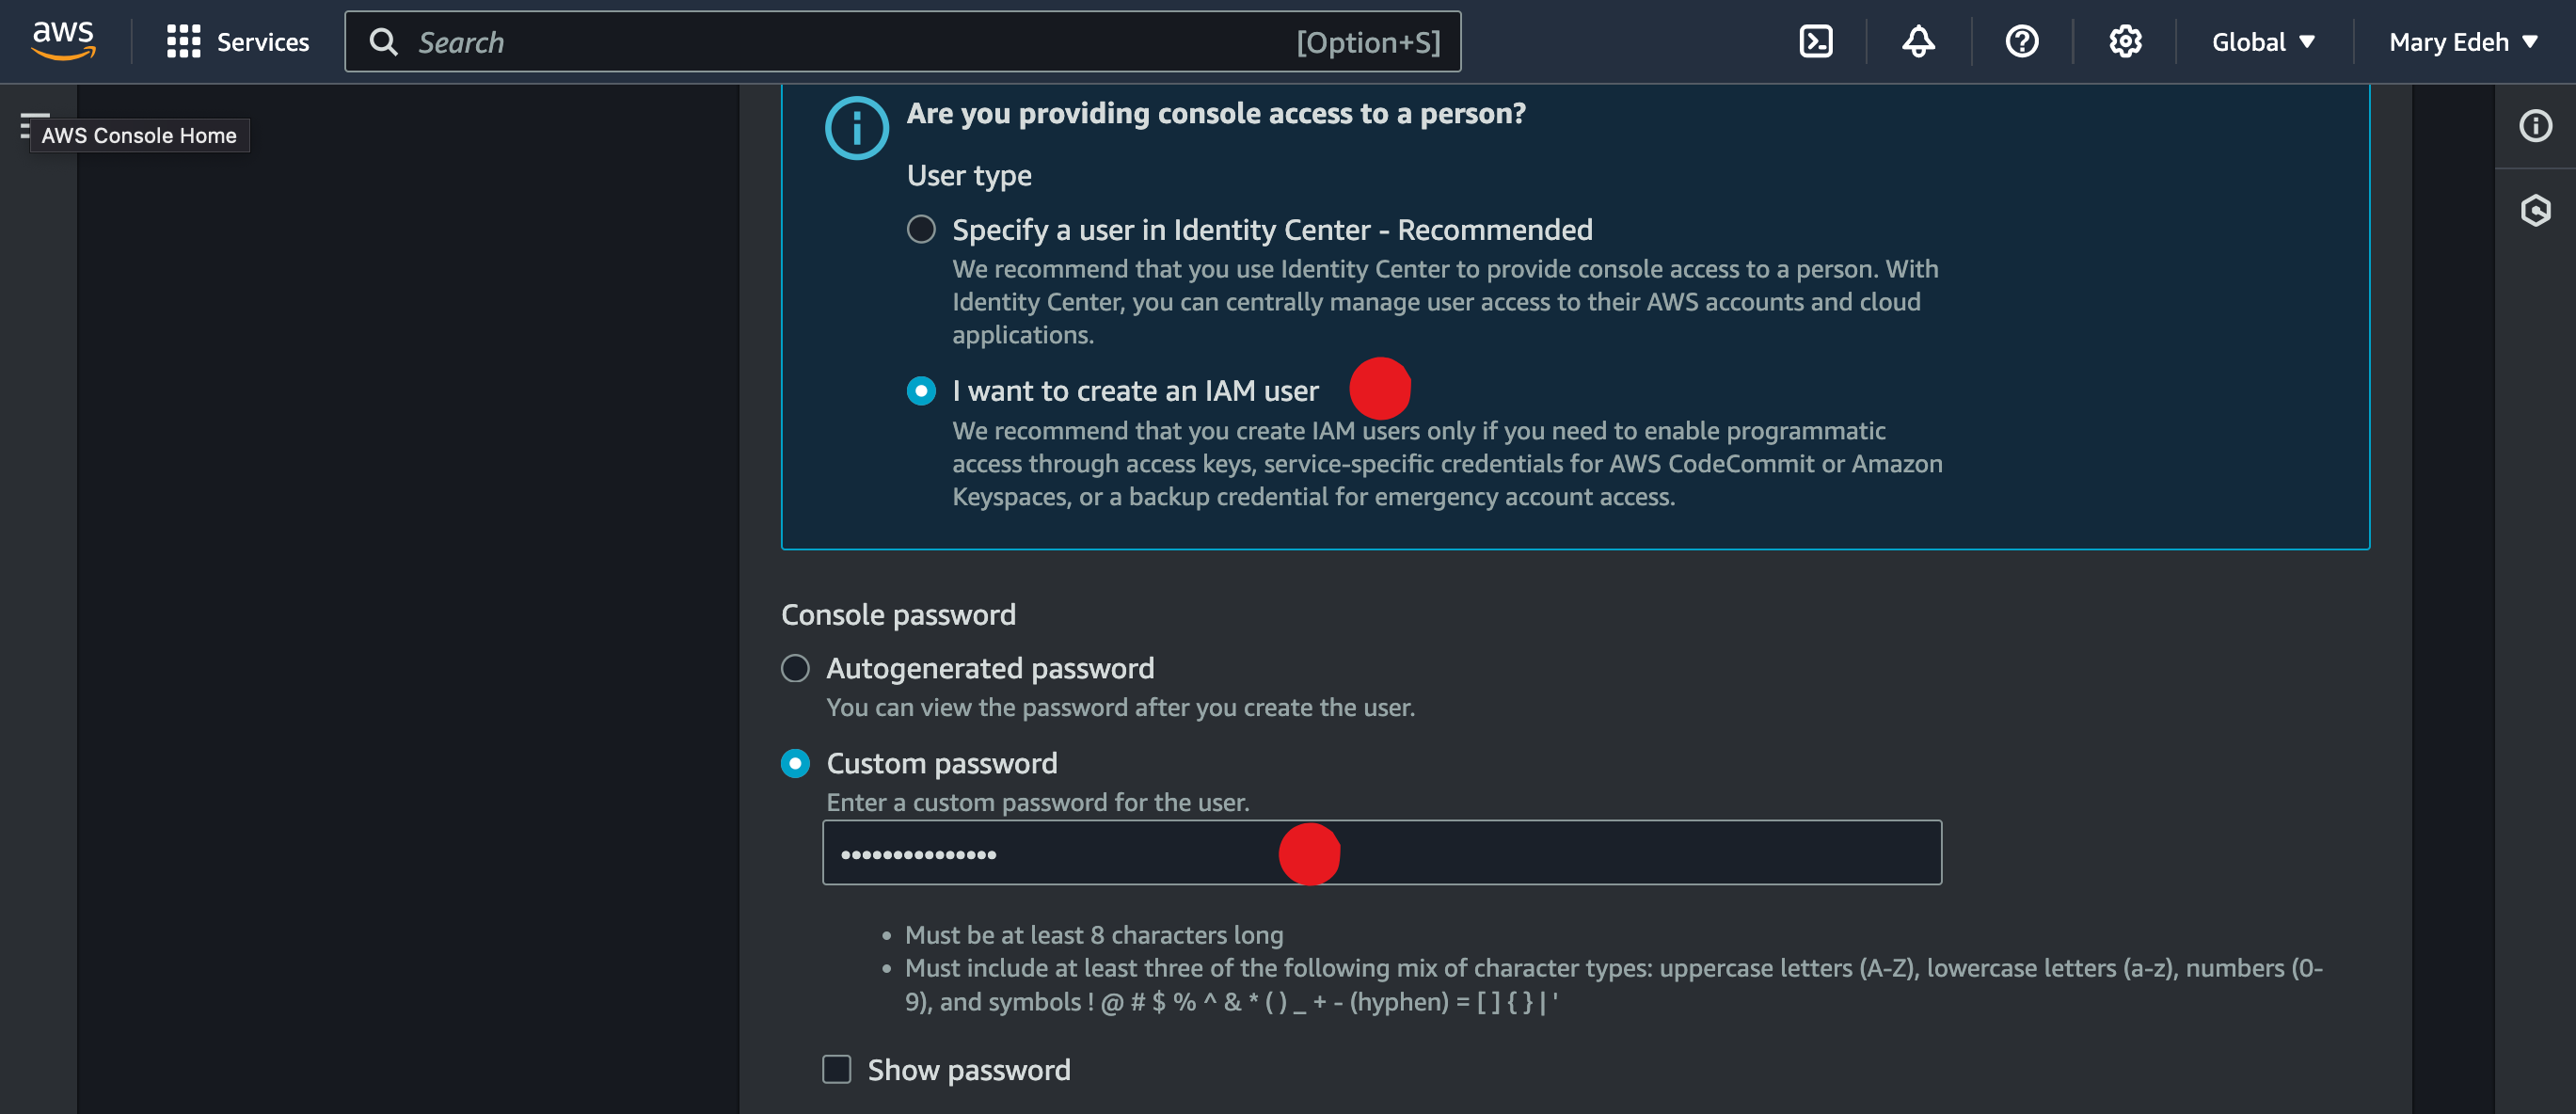 aws
Services
Search
[Option+S]
Global
Mary Edeh
AWS Console Home
Are you providing console access to a person?
User type
Specify a user in Identity Center - Recommended
We recommend that you use Identity Center to provide console access to a person. With
Identity Center, you can centrally manage user access to their AWS accounts and cloud
applications.
I want to create an IAM user
We recommend that you create IAM users only if you need to enable programmatic
access through access keys, service-specific credentials for AWS CodeCommit or Amazon
Keyspaces, or a backup credential for emergency account access.
Console password
Autogenerated password
You can view the password after you create the user.
Custom password
Enter a custom password for the user.
•••••••••••••••
• Must be at least 8 characters long
• Must include at least three of the following mix of character types: uppercase letters (A-Z), lowercase letters (a-z), numbers (0-
9), and symbols ! @ # $ % ^ & * ( ) _ + - (hyphen) = [ ] { } | '
Show password